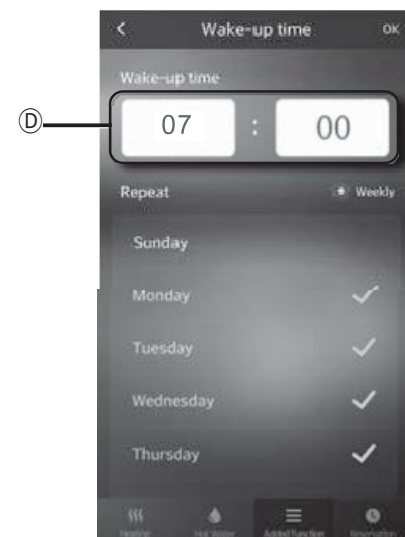 < Wake-up time OK
Wake-up time
Ⓓ 07 : 00
Repeat Weekly
Sunday
Monday
Tuesday
Wednesday
Thursday
Heating Hot Water Added Function Reservation